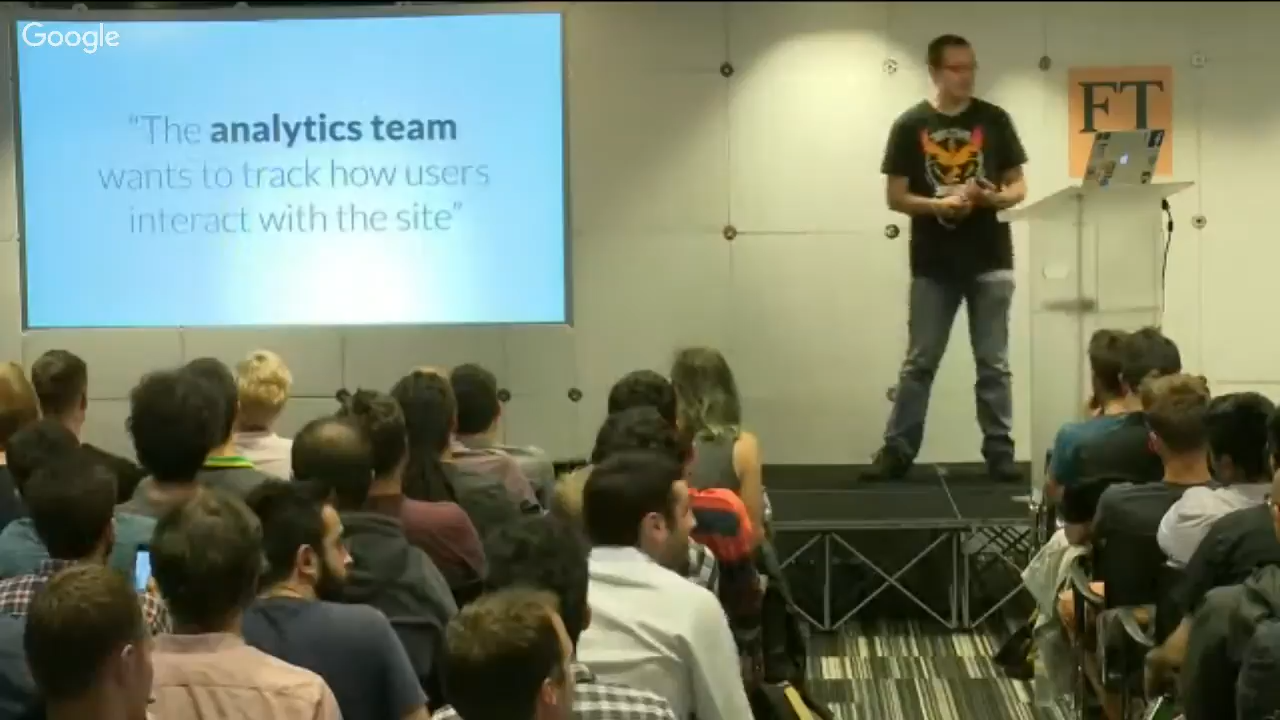 Google
“The analytics team
wants to track how users
interact with the site”
FT